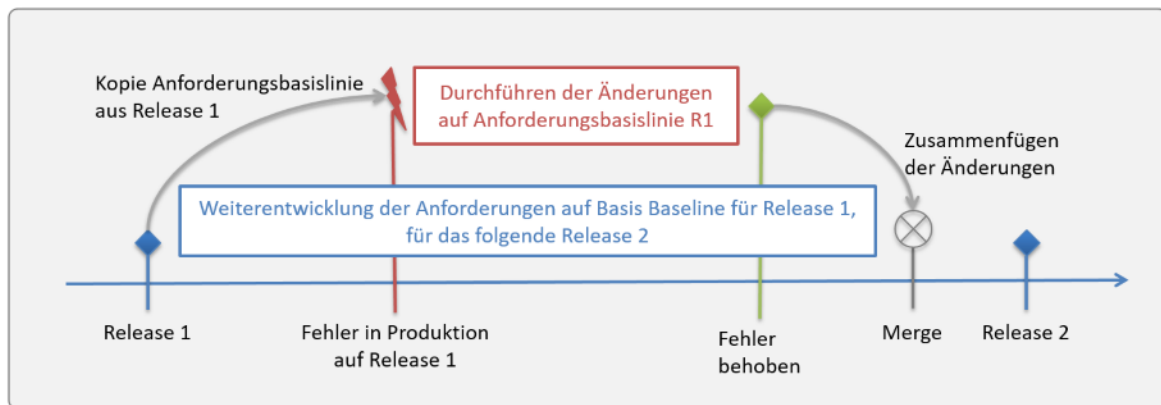 Kopie Anforderungsbasislinie
aus Release 1
Durchführen der Änderungen
auf Anforderungsbasislinie R1
Zusammenfügen
der Änderungen
Weiterentwicklung der Anforderungen auf Basis Baseline für Release 1,
für das folgende Release 2
Release 1
Fehler in Produktion
auf Release 1
Fehler
behoben
Merge
Release 2